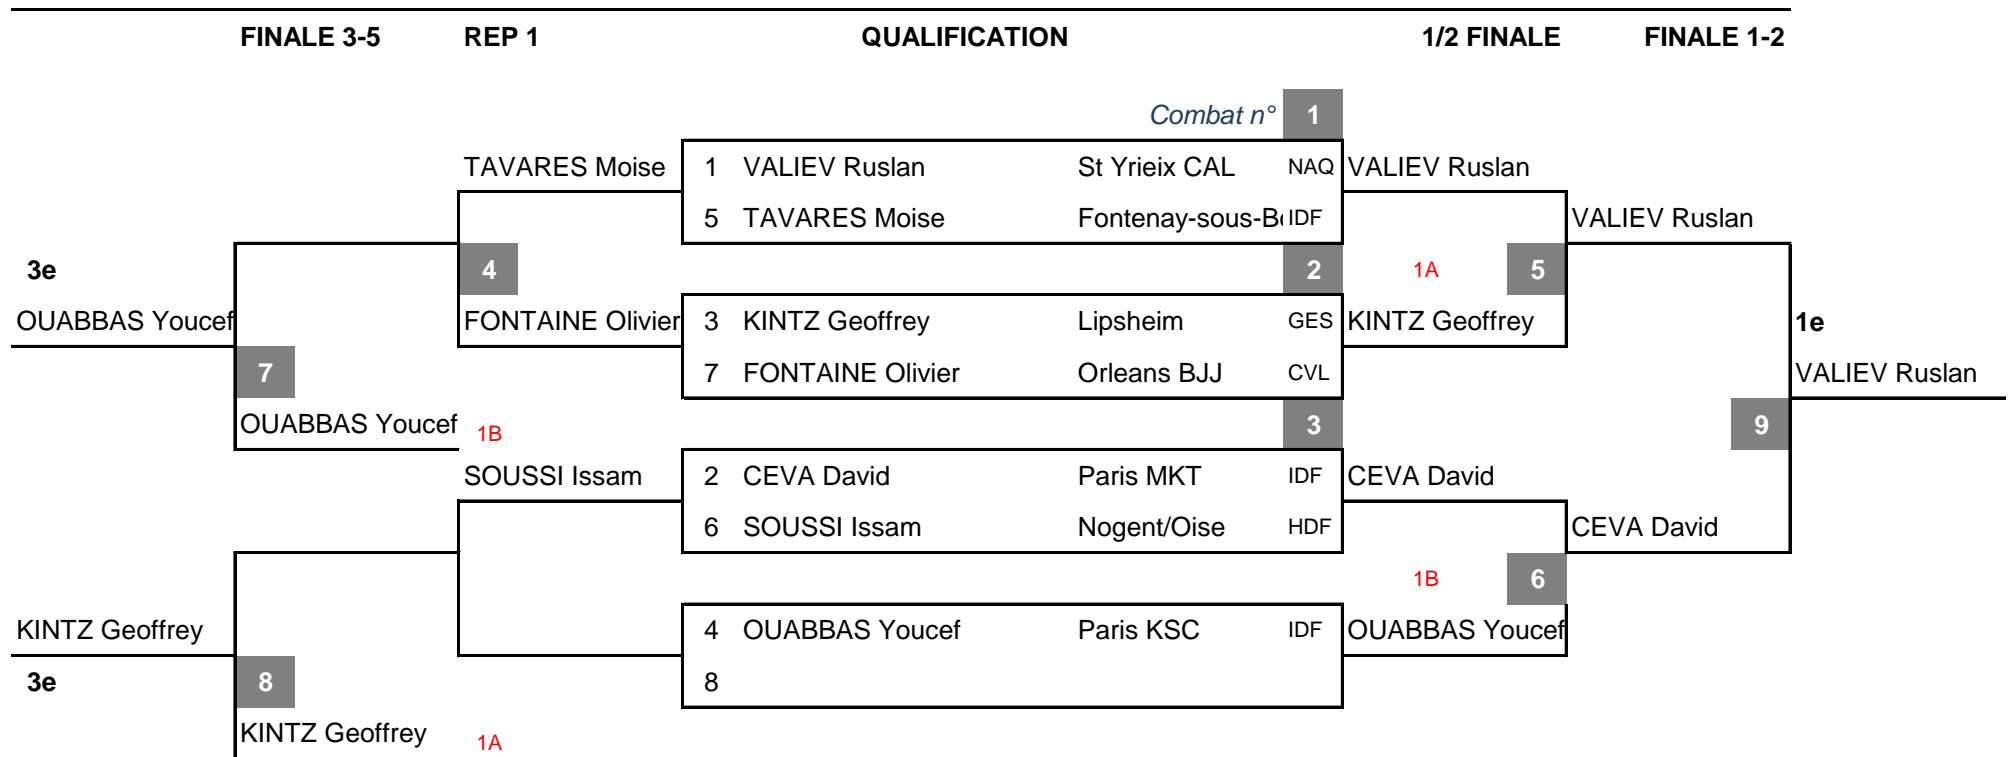 FINALE 3-5 REP 1 QUALIFICATION 1/2 FINALE FINALE 1-2
Combat n° 1
TAVARES Moise 1 VALIEV Ruslan St Yrieix CAL NAQ VALIEV Ruslan
5 TAVARES Moise Fontenay-sous-Bo IDF VALIEV Ruslan
3e 4 2 1A 5
OUABBAS Youcef FONTAINE Olivier 3 KINTZ Geoffrey Lipsheim GES KINTZ Geoffrey 1e
7 7 FONTAINE Olivier Orleans BJJ CVL VALIEV Ruslan
OUABBAS Youcef 1B 3 9
SOUSSI Issam 2 CEVA David Paris MKT IDF CEVA David
6 SOUSSI Issam Nogent/Oise HDF CEVA David
1B 6
KINTZ Geoffrey 4 OUABBAS Youcef Paris KSC IDF OUABBAS Youcef
3e 8 8
KINTZ Geoffrey 1A